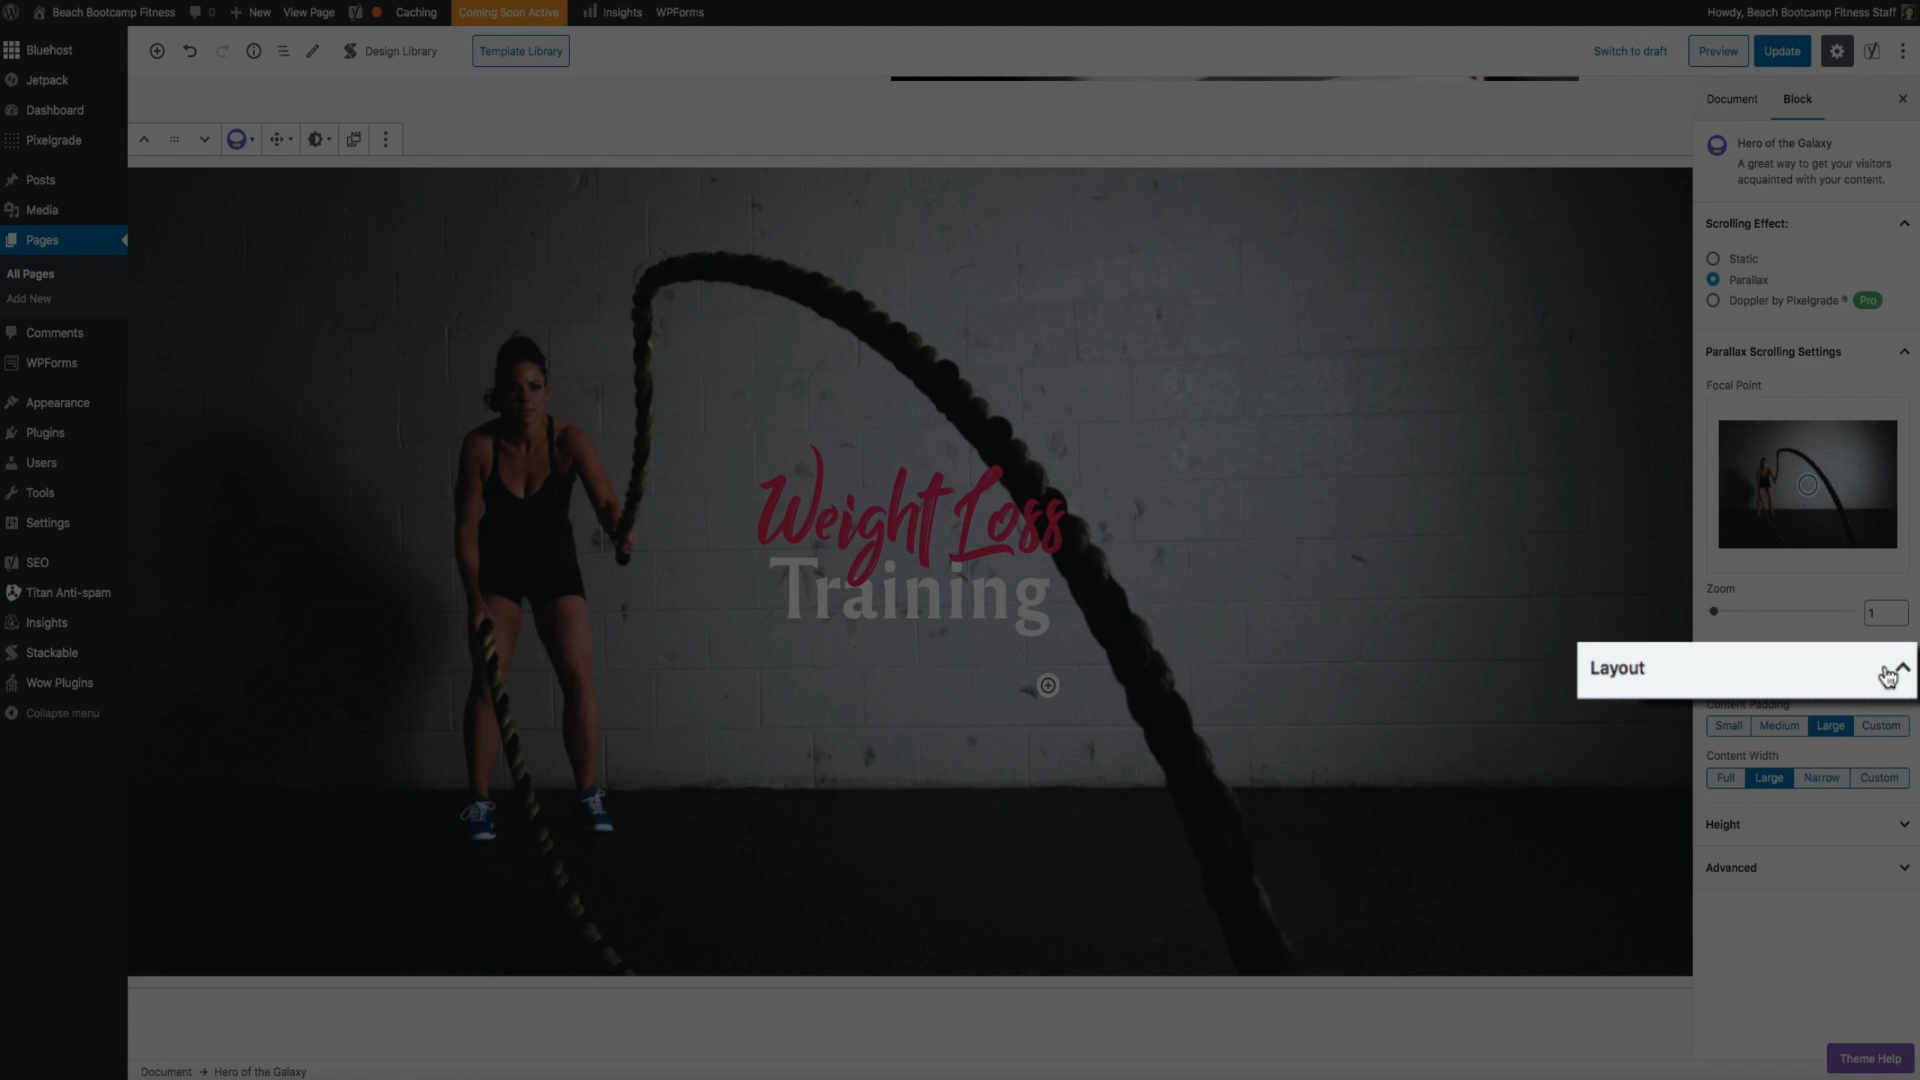 Beach Bootcamp Fitness 0 New View Page Caching Coming Soon Active Insights WPForms Howdy, Beach Bootcamp Fitness Staff
Bluehost
Jetpack
Dashboard
Pixelgrade
Posts
Media
Pages
All Pages
Add New
Comments
WPForms
Appearance
Plugins
Users
Tools
Settings
SEO
Titan Anti-spam
Insights
Stackable
Wow Plugins
Collapse menu
Design Library Template Library Switch to draft Preview Update
Weight Loss
Training
Document Block
Hero of the Galaxy
A great way to get your visitors
acquainted with your content.
Scrolling Effect:
Static
Parallax
Doppler by Pixelgrade ® Pro
Parallax Scrolling Settings
Focal Point
Zoom
1
Layout
Content Padding
Small Medium Large Custom
Content Width
Full Large Narrow Custom
Height
Advanced
Theme Help
Document → Hero of the Galaxy